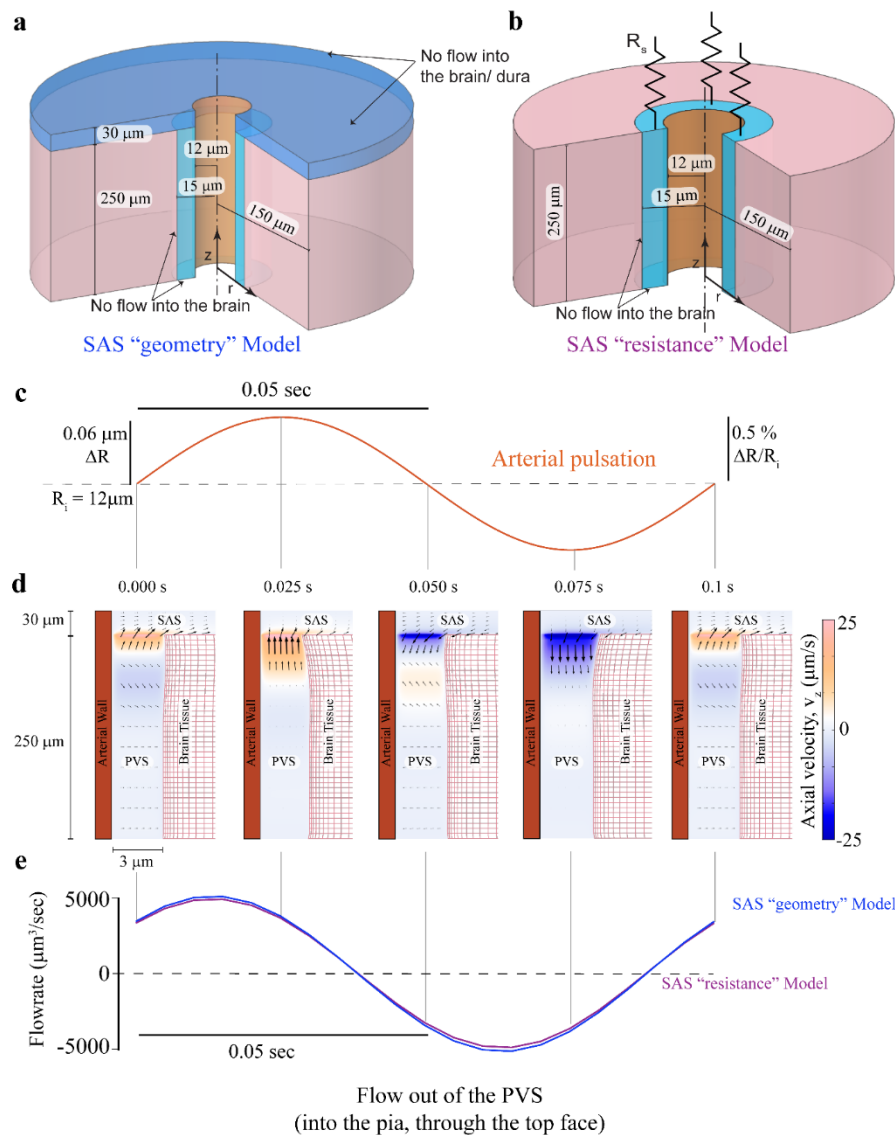 a
b
No flow into
the brain/ dura
R_s
30 μm
12 μm
15 μm
250 μm
150 μm
z
r
No flow into the brain
SAS “geometry” Model
12 μm
15 μm
250 μm
150 μm
z
r
No flow into the brain
SAS “resistance” Model
c
0.05 sec
0.06 μm
ΔR
0.5 %
ΔR/R_i
Arterial pulsation
R_i = 12μm
d
0.000 s
0.025 s
0.050 s
0.075 s
0.1 s
30 μm
250 μm
SAS
Arterial Wall
PVS
Brain Tissue
SAS
Arterial Wall
PVS
Brain Tissue
SAS
Arterial Wall
PVS
Brain Tissue
SAS
Arterial Wall
PVS
Brain Tissue
SAS
Arterial Wall
PVS
Brain Tissue
25
0
-25
Axial velocity, v_z (μm/s)
3 μm
e
5000
0
-5000
Flowrate (μm³/sec)
SAS “geometry” Model
SAS “resistance” Model
0.05 sec
Flow out of the PVS
(into the pia, through the top face)